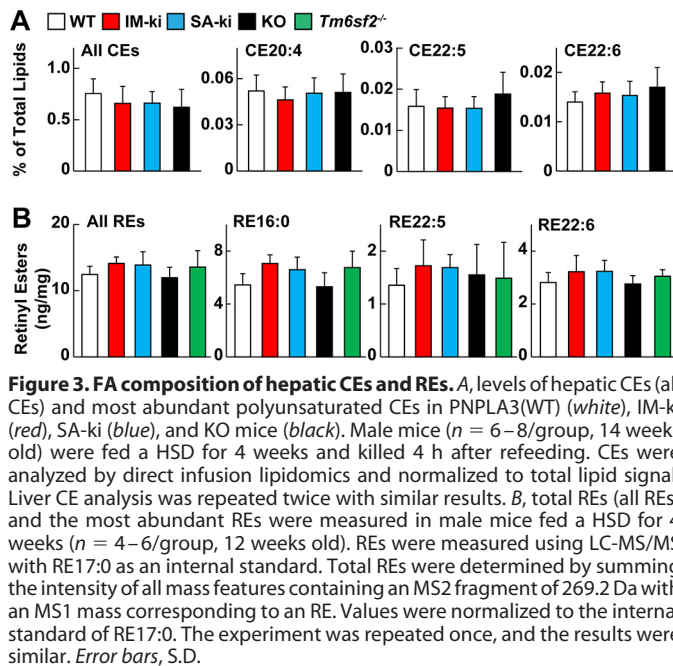 A WT IM-ki SA-ki KO Tm6sf2-/-
% of Total Lipids
All CEs
1.0
0.5
0
CE20:4
0.06
0.03
0
CE22:5
0.03
0.02
0.01
0
CE22:6
0.02
0.01
0
B
Retinyl Esters
(ng/mg)
All REs
20
10
0
RE16:0
8
4
0
RE22:5
2
1
0
RE22:6
4
2
0
Figure 3. FA composition of hepatic CEs and REs. A, levels of hepatic CEs (al
CEs) and most abundant polyunsaturated CEs in PNPLA3(WT) (white), IM-k
(red), SA-ki (blue), and KO mice (black). Male mice (n = 6–8/group, 14 week
old) were fed a HSD for 4 weeks and killed 4 h after refeeding. CEs were
analyzed by direct infusion lipidomics and normalized to total lipid signal
Liver CE analysis was repeated twice with similar results. B, total REs (all REs
and the most abundant REs were measured in male mice fed a HSD for 4
weeks (n = 4–6/group, 12 weeks old). REs were measured using LC-MS/MS
with RE17:0 as an internal standard. Total REs were determined by summing
the intensity of all mass features containing an MS2 fragment of 269.2 Da with
an MS1 mass corresponding to an RE. Values were normalized to the interna
standard of RE17:0. The experiment was repeated once, and the results were
similar. Error bars, S.D.